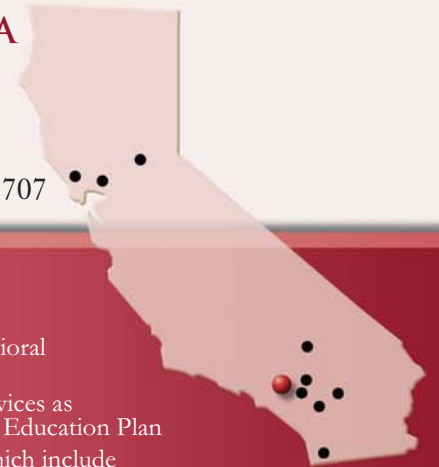 A
707
ioral
vices as
Education Plan
hich include